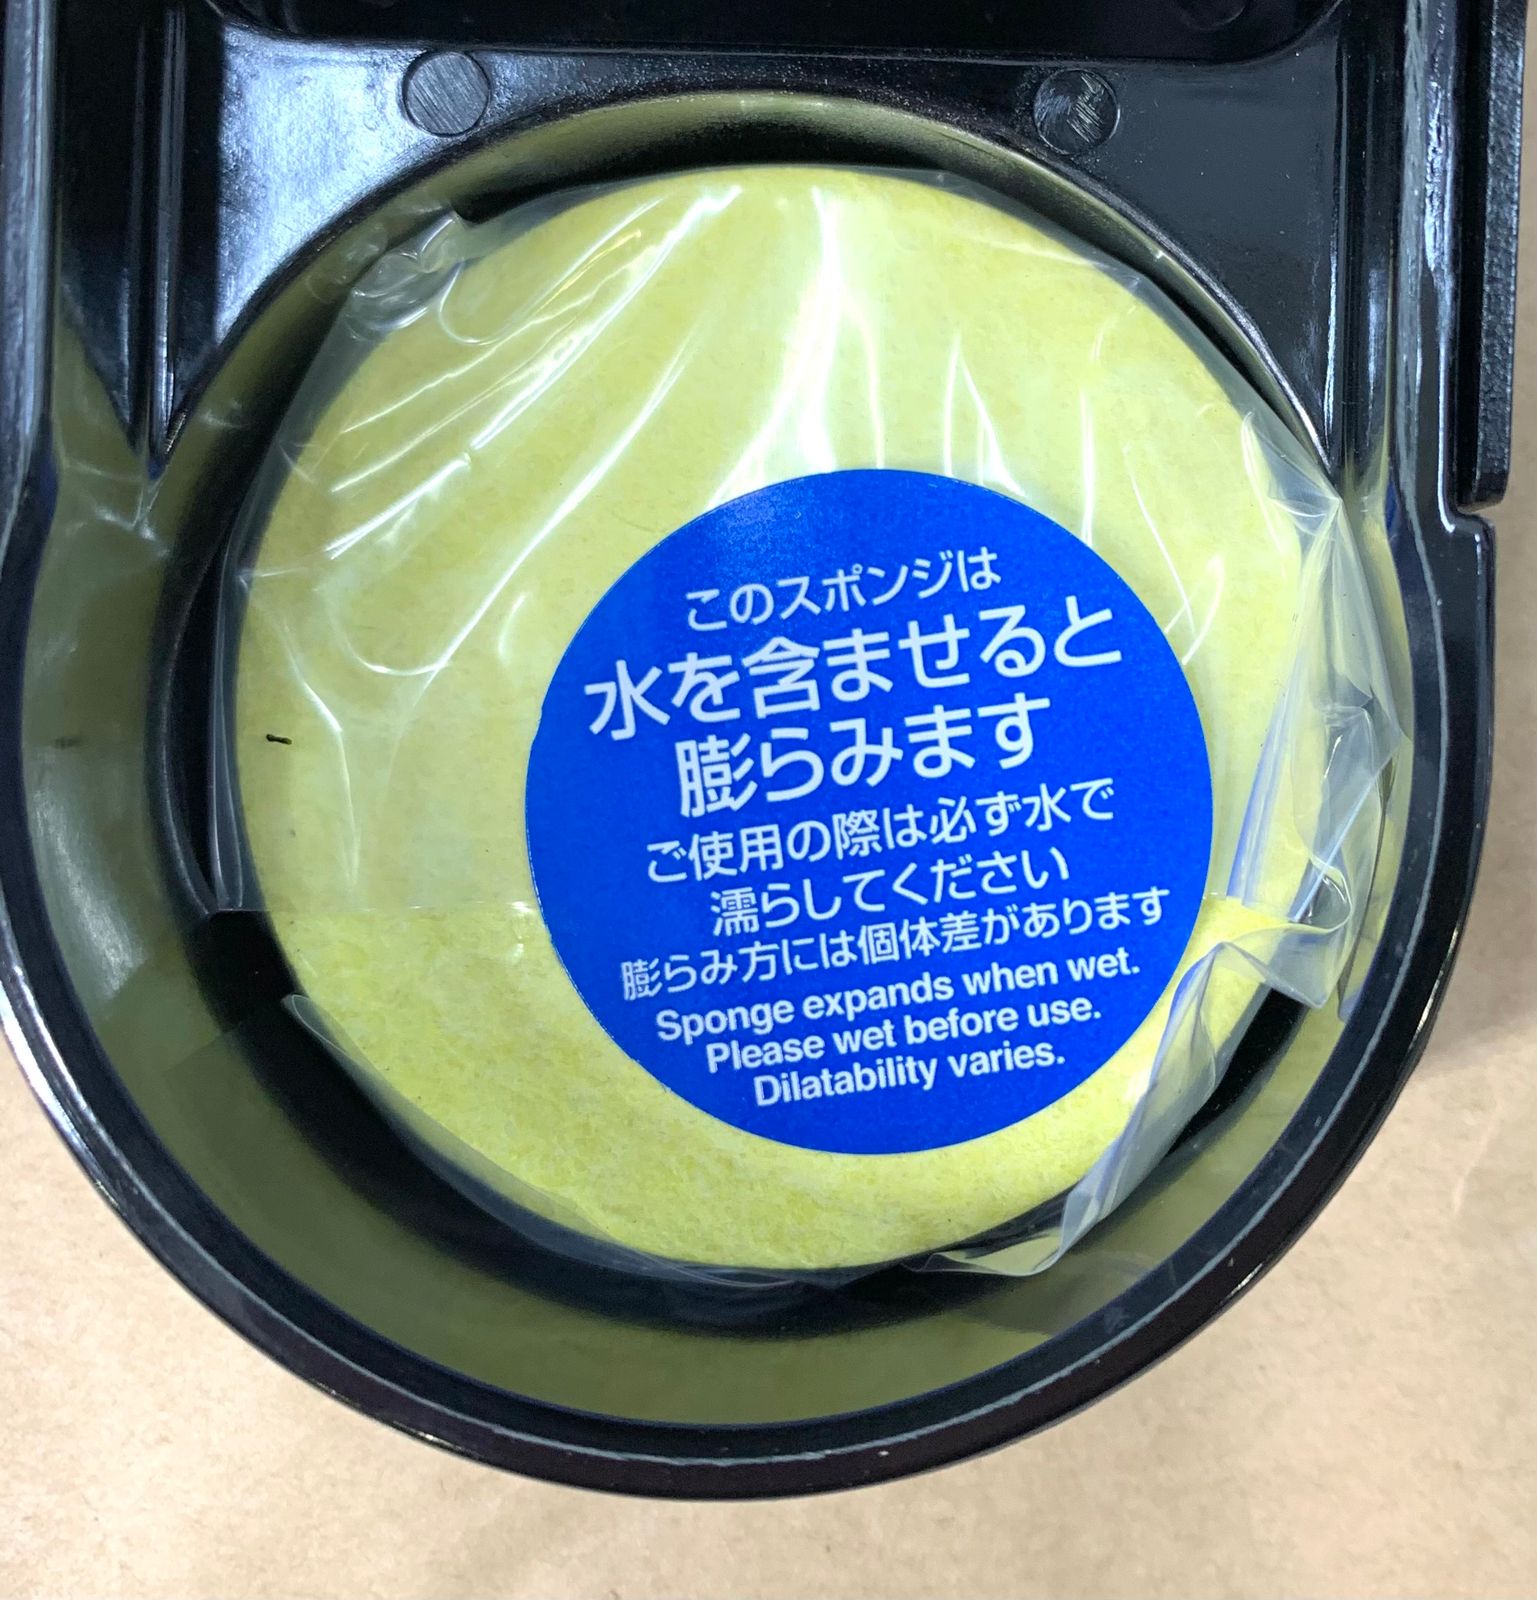 このスポンジは
水を含ませると
膨らみます
ご使用の際は必ず水で
濡らしてください
膨らみ方には個体差があります
Sponge expands when wet.
Please wet before use.
Dilatability varies.